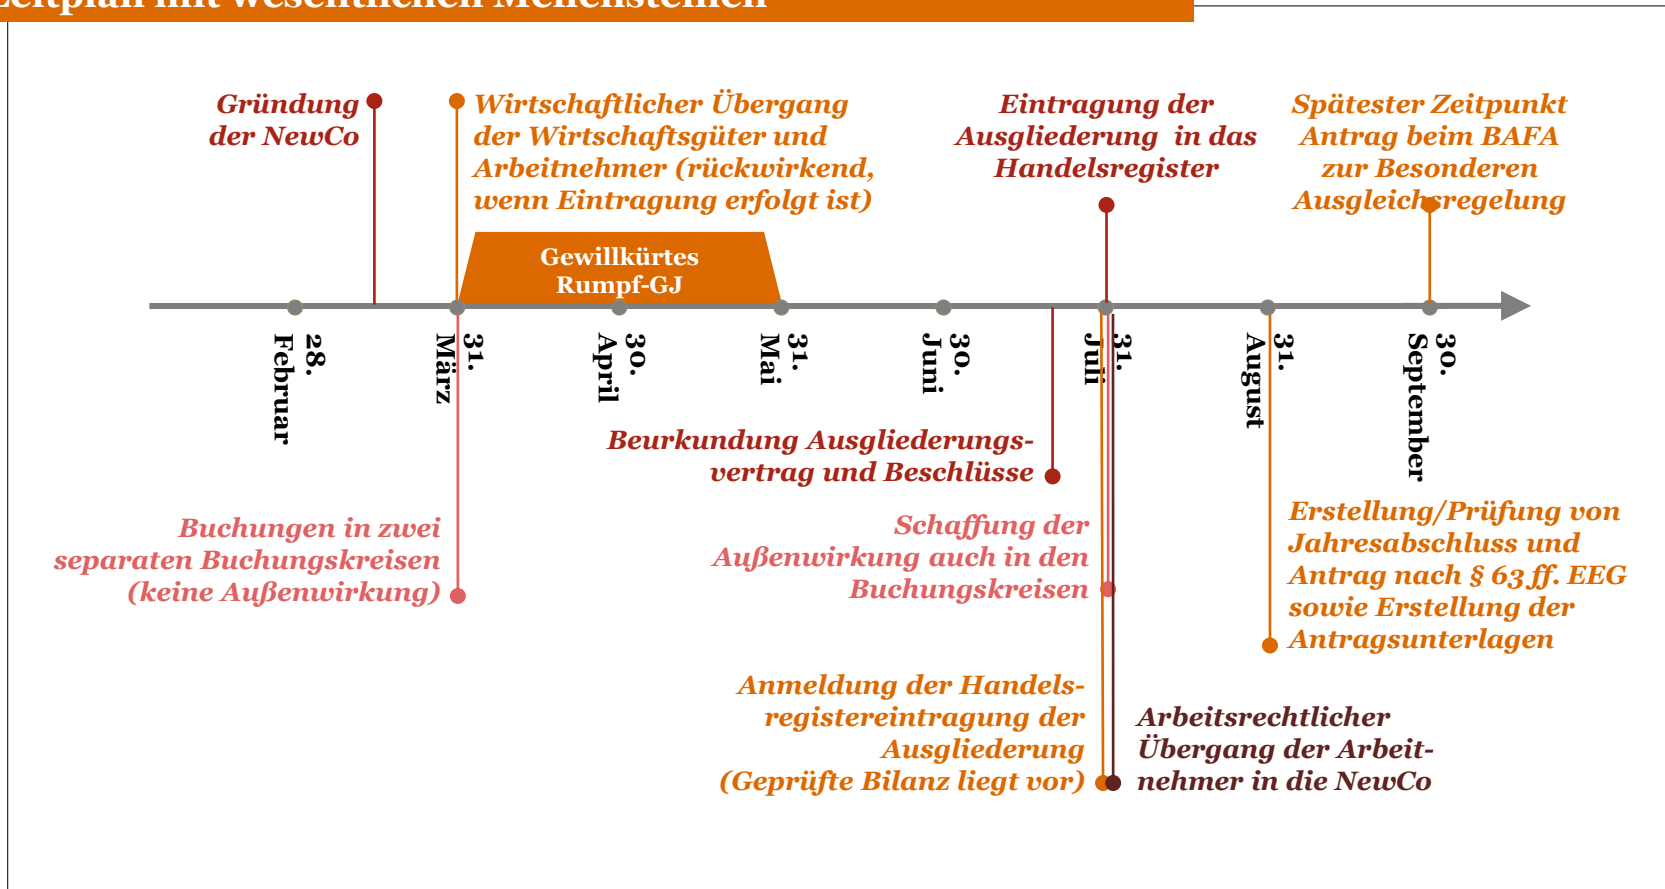 Zeitplan mit wesentlichen Meilensteinen
Gründung
der NewCo
Wirtschaftlicher Übergang
der Wirtschaftsgüter und
Arbeitnehmer (rückwirkend,
wenn Eintragung erfolgt ist)
Eintragung der
Ausgliederung in das
Handelsregister
Spätester Zeitpunkt
Antrag beim BAFA
zur Besonderen
Ausgleichsregelung
Gewillkürtes
Rumpf-GJ
28.
Februar
31.
März
30.
April
31.
Mai
30.
Juni
31.
Juli
31.
August
30.
September
Beurkundung Ausgliederungs-
vertrag und Beschlüsse
Buchungen in zwei
separaten Buchungskreisen
(keine Außenwirkung)
Schaffung der
Außenwirkung auch in den
Buchungskreisen
Erstellung/Prüfung von
Jahresabschluss und
Antrag nach § 63 ff. EEG
sowie Erstellung der
Antragsunterlagen
Anmeldung der Handels-
registereintragung der
Ausgliederung
(Geprüfte Bilanz liegt vor)
Arbeitsrechtlicher
Übergang der Arbeit-
nehmer in die NewCo